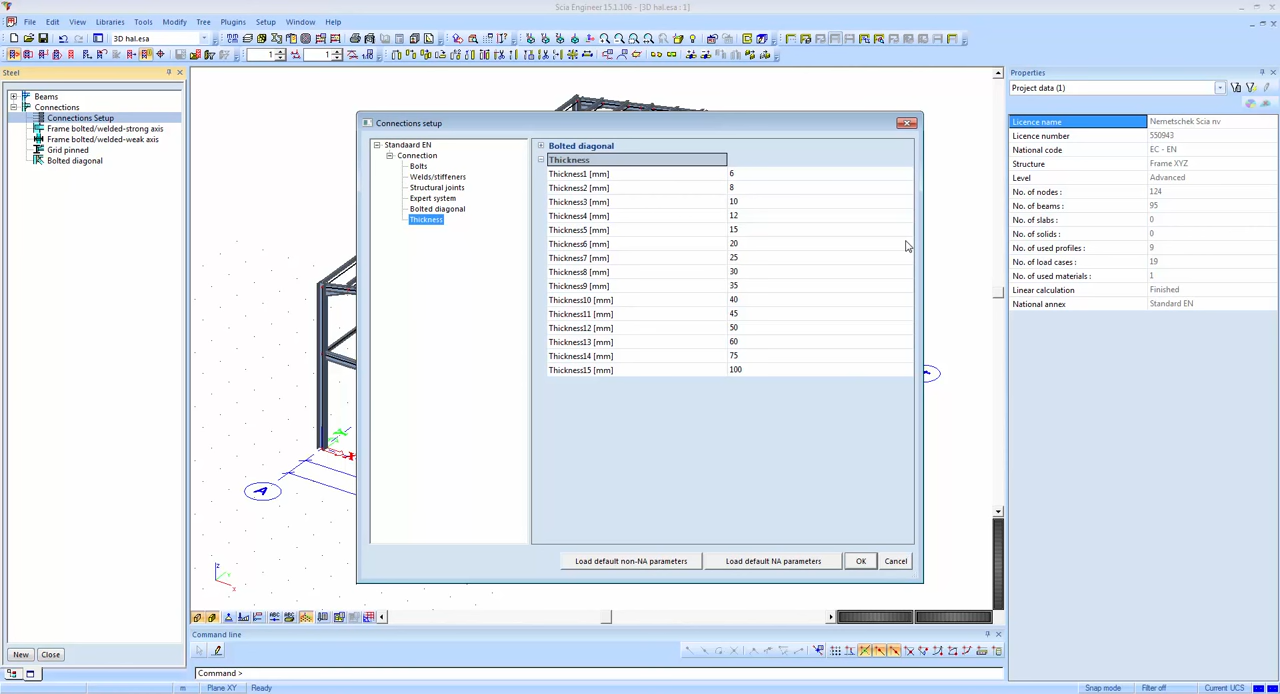 Scia Engineer 15.1.106 - [3D hal.esa : 1]
File Edit View Libraries Tools Modify Tree Plugins Setup Window Help
3D hal.esa
1 1
Steel
Beams
Connections
Connections Setup
Frame bolted/welded-strong axis
Frame bolted/welded-weak axis
Grid pinned
Bolted diagonal
New Close
Connections setup
Standaard EN
Connection
Bolts
Welds/stiffeners
Structural joints
Expert system
Bolted diagonal
Thickness
Bolted diagonal
Thickness
Thickness1 [mm] 6
Thickness2 [mm] 8
Thickness3 [mm] 10
Thickness4 [mm] 12
Thickness5 [mm] 15
Thickness6 [mm] 20
Thickness7 [mm] 25
Thickness8 [mm] 30
Thickness9 [mm] 35
Thickness10 [mm] 40
Thickness11 [mm] 45
Thickness12 [mm] 50
Thickness13 [mm] 60
Thickness14 [mm] 75
Thickness15 [mm] 100
Load default non-NA parameters Load default NA parameters OK Cancel
A
z
y
x
Properties
Project data (1)
Licence name Nemetschek Scia nv
Licence number 550943
National code EC - EN
Structure Frame XYZ
Level Advanced
No. of nodes : 124
No. of beams : 95
No. of slabs : 0
No. of solids : 0
No. of used profiles : 9
No. of load cases : 19
No. of used materials : 1
Linear calculation Finished
National annex Standard EN
Command line
Command >
m Plane XY Ready Snap mode Filter off Current UCS